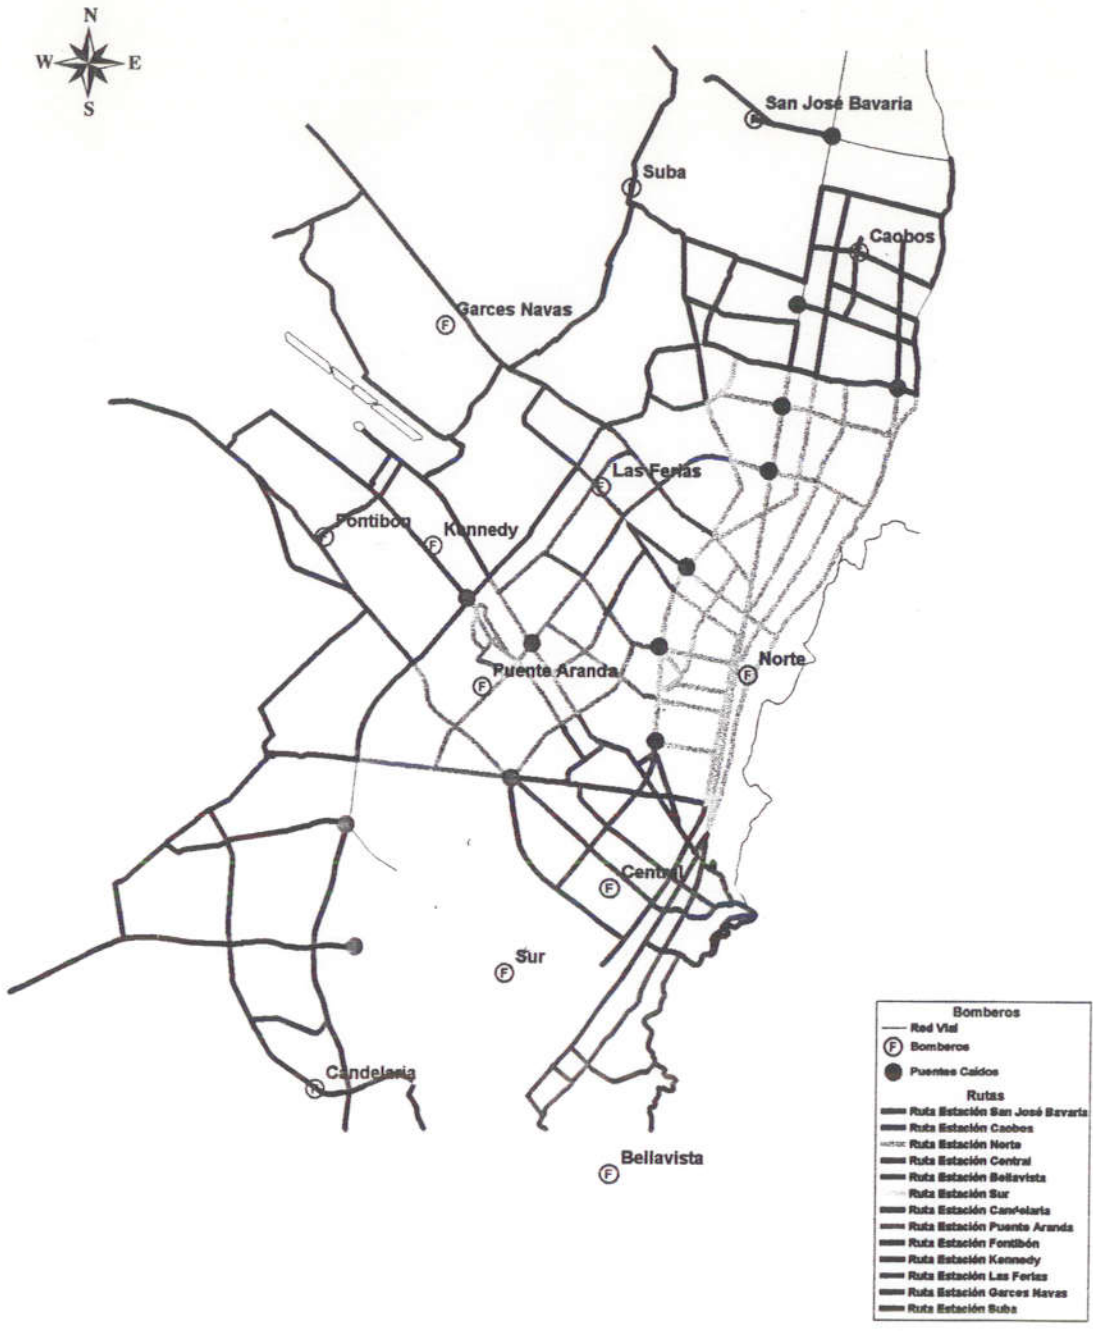 N
W E
S
San José Bavaria
Suba
Caobos
Garces Navas
F
Las Ferias
F
Fontibón
F
Kennedy
F
Norte
F
Puente Aranda
F
Central
F
Sur
F
Candelaria
F
Bellavista
F
Bomberos
Red Vial
F Bomberos
Puentes Caídos
Rutas
Ruta Estación San José Bavaria
Ruta Estación Caobos
Ruta Estación Norte
Ruta Estación Central
Ruta Estación Bellavista
Ruta Estación Sur
Ruta Estación Candelaria
Ruta Estación Puente Aranda
Ruta Estación Fontibón
Ruta Estación Kennedy
Ruta Estación Las Ferias
Ruta Estación Garces Navas
Ruta Estación Suba